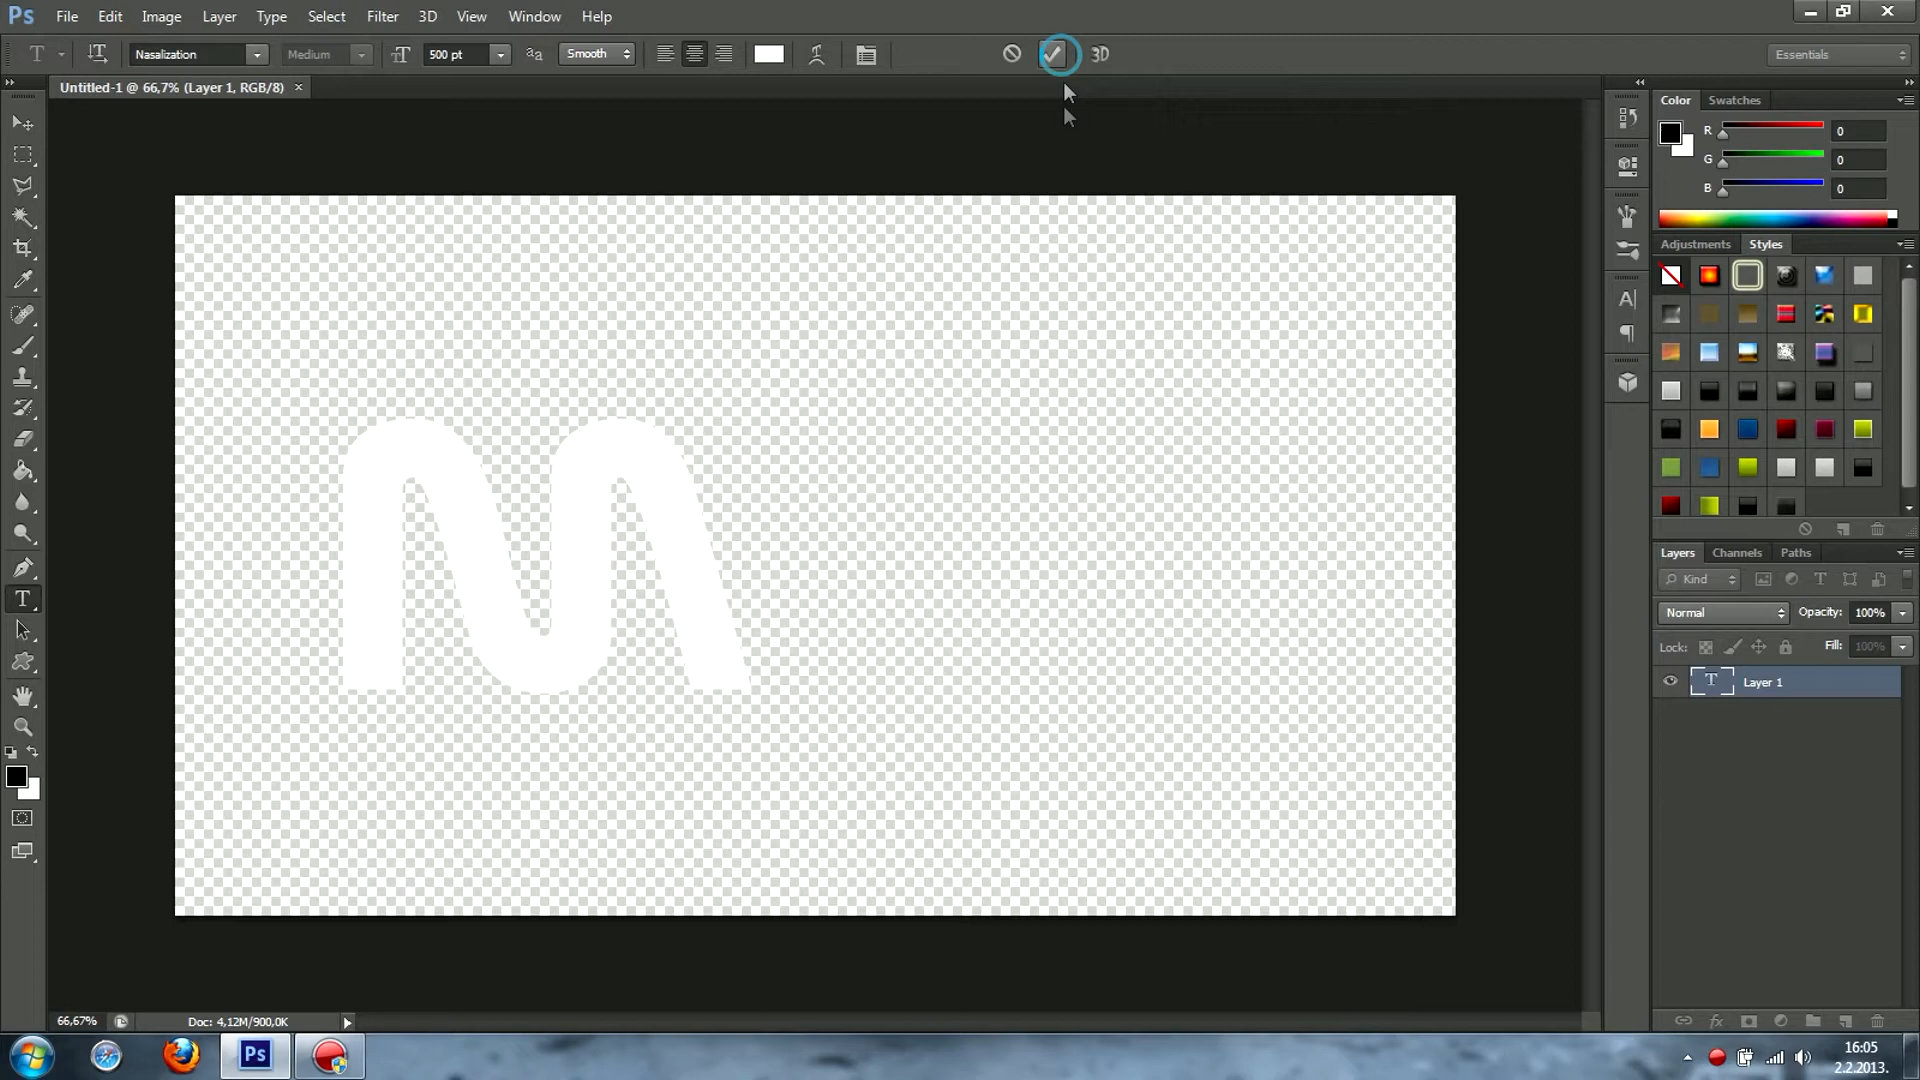 Ps File Edit Image Layer Type Select Filter 3D View Window Help
T Nasalization Medium 500 pt Smooth 3D Essentials
Untitled-1 @ 66,7% (Layer 1, RGB/8)
Color Swatches
R 0
G 0
B 0
Adjustments Styles
M
Layers Channels Paths
Kind
Normal Opacity: 100%
Lock: Fill: 100%
T Layer 1
66,67% Doc: 4,12M/900,0K
fx
Ps
16:05
2.2.2013.